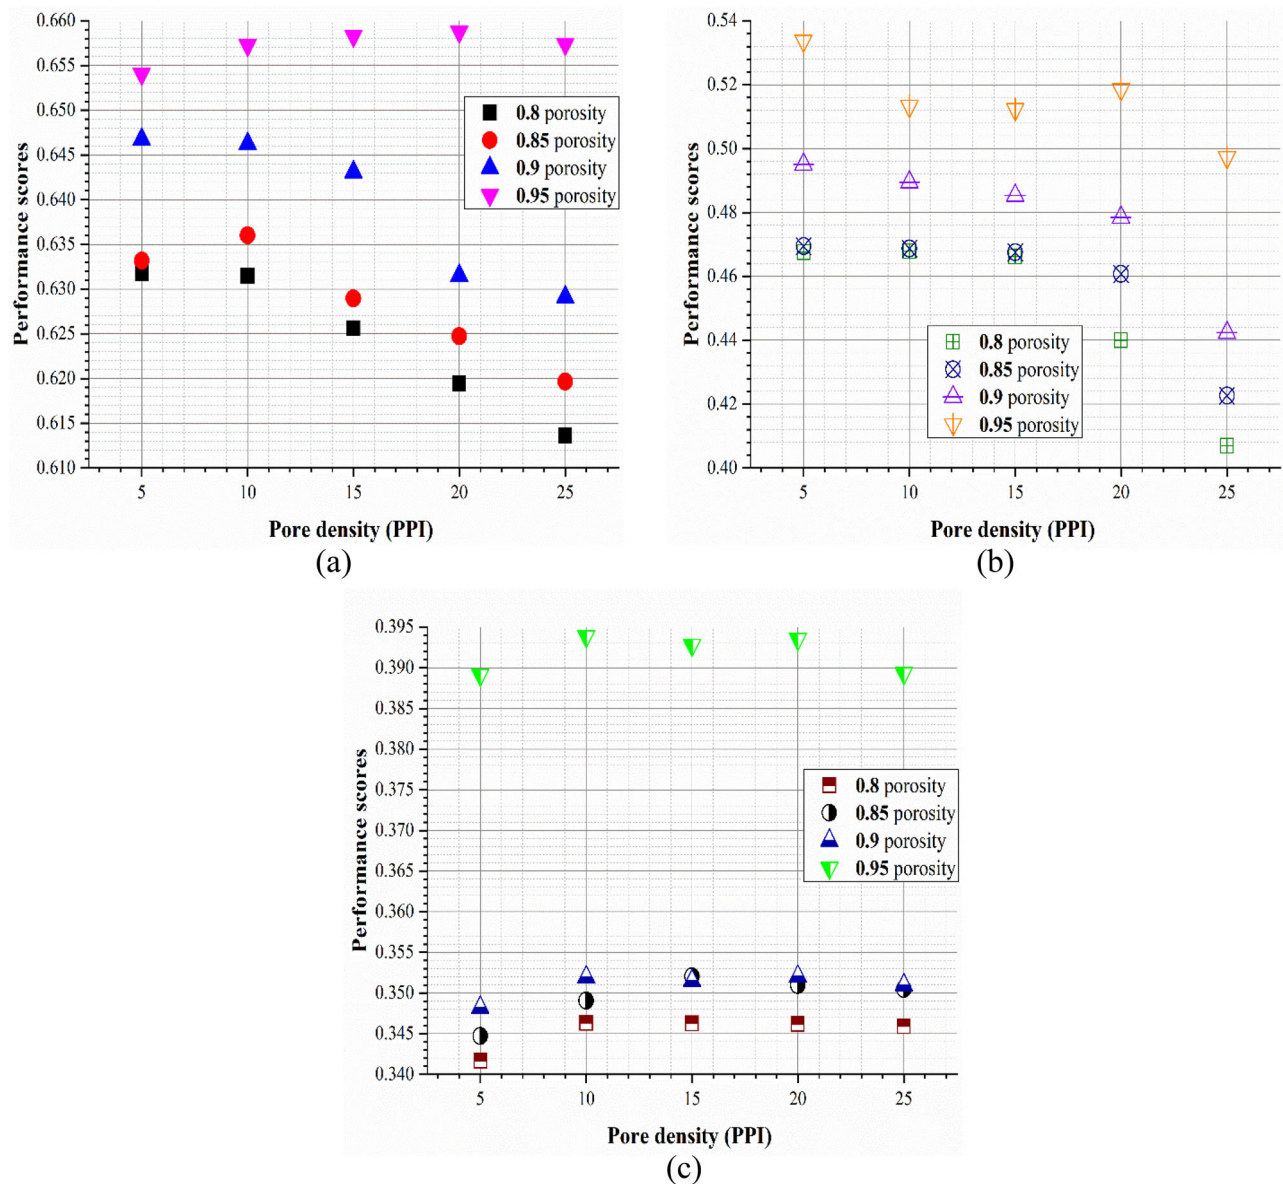 0.660
0.655
0.650
0.645
0.640
0.635
0.630
0.625
0.620
0.615
0.610
Performance scores
0.8 porosity
0.85 porosity
0.9 porosity
0.95 porosity
5 10 15 20 25
Pore density (PPI)
(a)
0.54
0.52
0.50
0.48
0.46
0.44
0.42
0.40
Performance scores
0.8 porosity
0.85 porosity
0.9 porosity
0.95 porosity
5 10 15 20 25
Pore density (PPI)
(b)
0.395
0.390
0.385
0.380
0.375
0.370
0.365
0.360
0.355
0.350
0.345
0.340
Performance scores
0.8 porosity
0.85 porosity
0.9 porosity
0.95 porosity
5 10 15 20 25
Pore density (PPI)
(c)